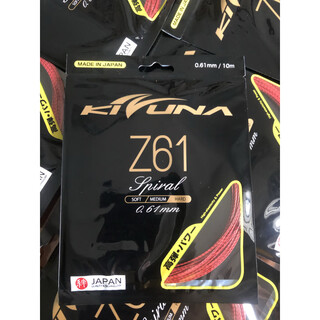 MADE IN JAPAN
0.61mm / 10m
KIZUNA
Z61
Spiral
SOFT / MEDIUM / HARD
0.61mm
高弾・パワー
JAPAN